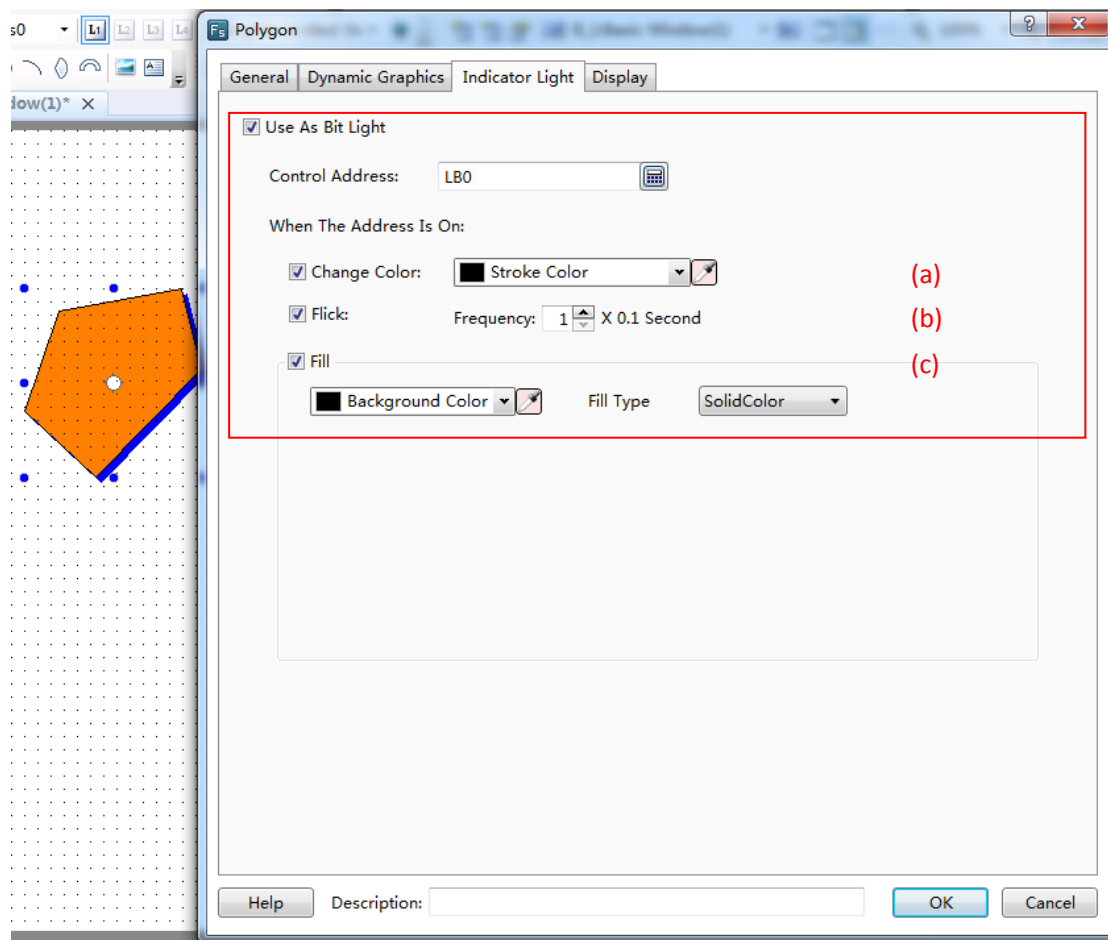 s0 L1 L2 L3 L4
Fs Polygon ?  X
A
General Dynamic Graphics Indicator Light Display
dow(1)* X
Use As Bit Light
Control Address: LB0
When The Address Is On:
Change Color: Stroke Color (a)
Flick: Frequency: 1 X 0.1 Second (b)
Fill (c)
Background Color Fill Type SolidColor
Help Description: OK Cancel